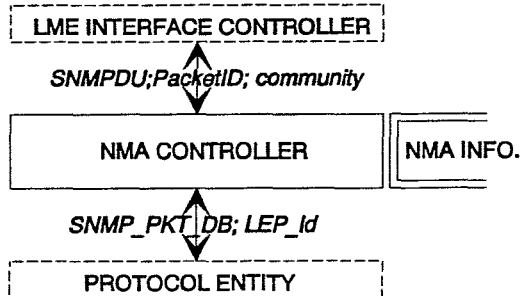 LME INTERFACE CONTROLLER
SNMPDU;PacketID; community
NMA CONTROLLER
NMA INFO.
SNMP_PKT_DB; LEP_Id
PROTOCOL ENTITY